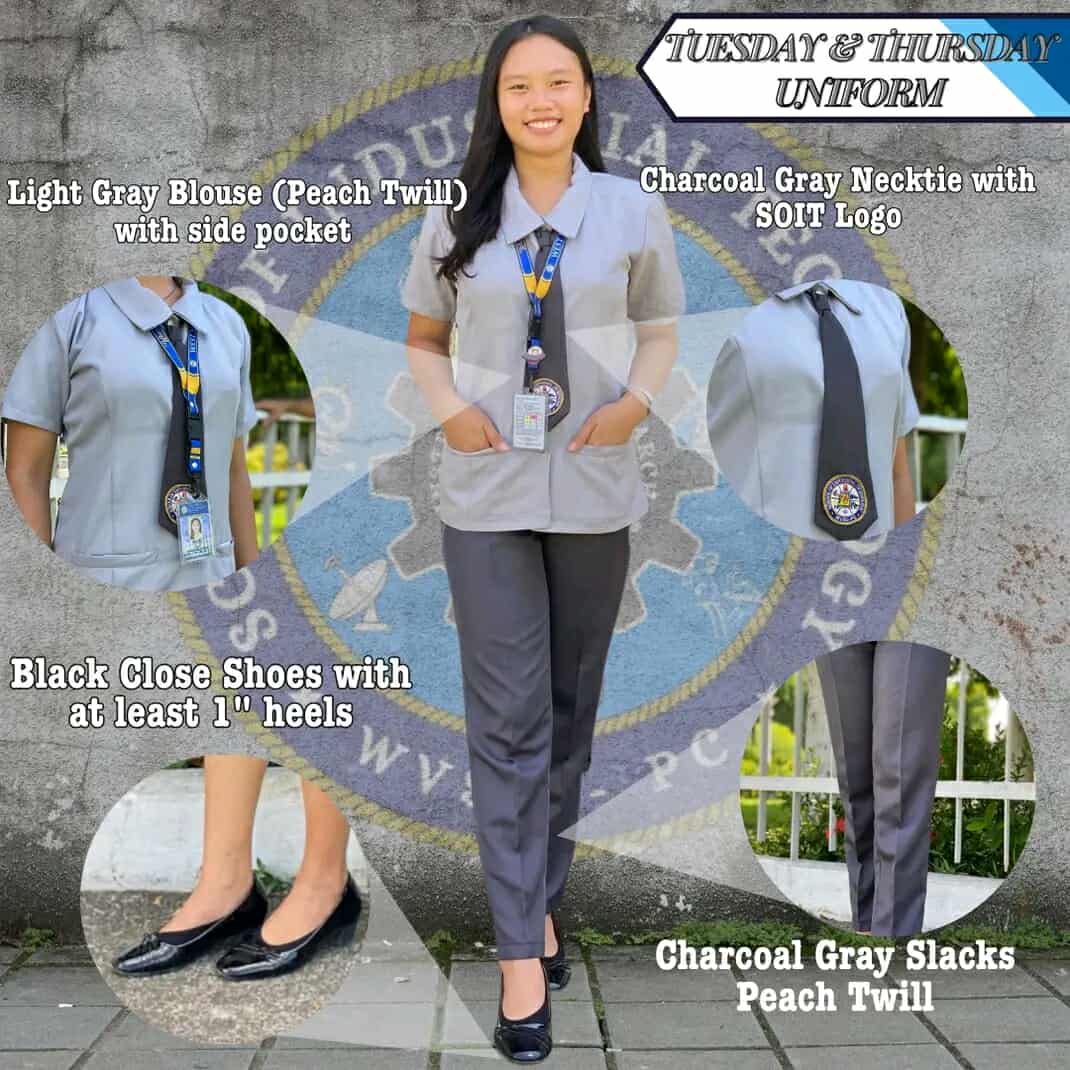 TUESDAY & THURSDAY
UNIFORM
Light Gray Blouse (Peach Twill)
with side pocket
Charcoal Gray Necktie with
SOIT Logo
Black Close Shoes with
at least 1" heels
Charcoal Gray Slacks
Peach Twill